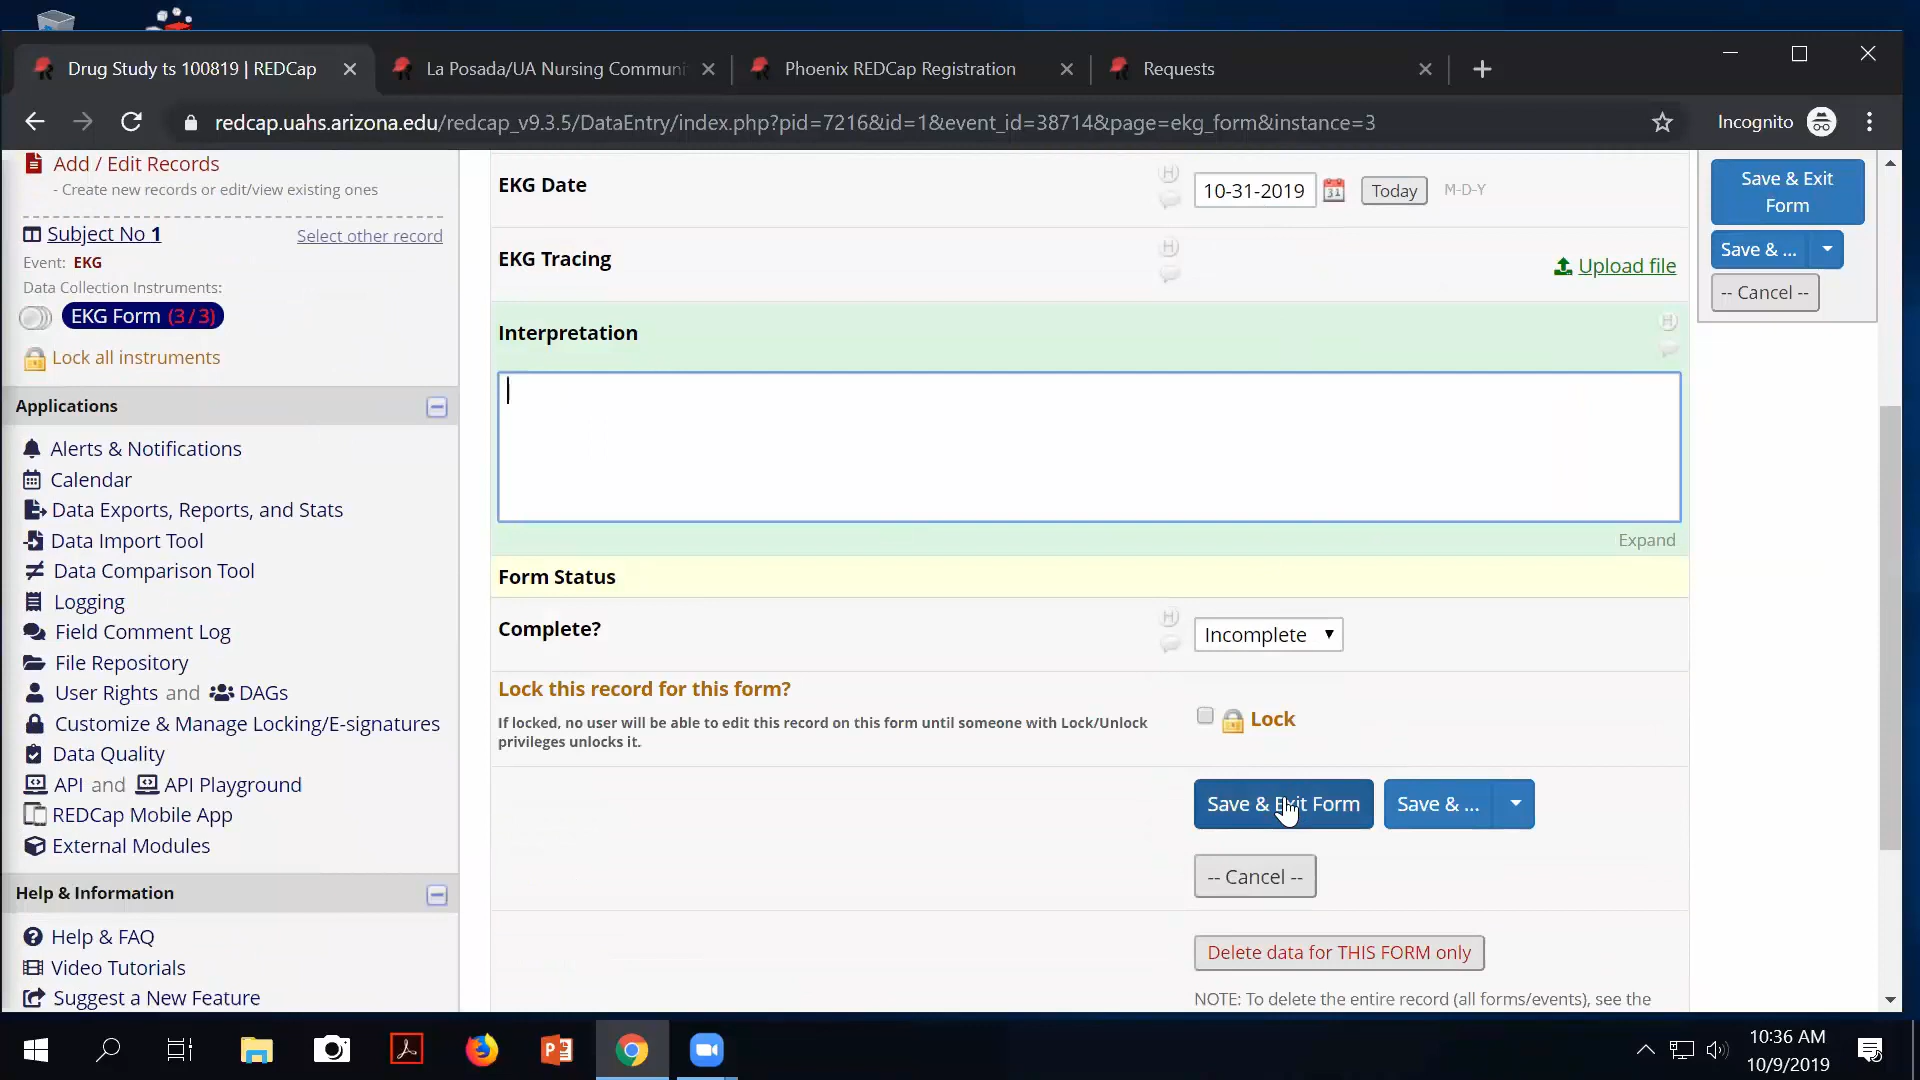 Drug Study ts 100819 | REDCap
La Posada/UA Nursing Communi
Phoenix REDCap Registration
Requests
redcap.uahs.arizona.edu/redcap_v9.3.5/DataEntry/index.php?pid=7216&id=1&event_id=38714&page=ekg_form&instance=3
Incognito
Add / Edit Records
- Create new records or edit/view existing ones
Subject No 1
Select other record
Event: EKG
Data Collection Instruments:
EKG Form (3/3)
Lock all instruments
Applications
Alerts & Notifications
Calendar
Data Exports, Reports, and Stats
Data Import Tool
Data Comparison Tool
Logging
Field Comment Log
File Repository
User Rights and DAGs
Customize & Manage Locking/E-signatures
Data Quality
API and API Playground
REDCap Mobile App
External Modules
Help & Information
Help & FAQ
Video Tutorials
Suggest a New Feature
EKG Date
H
10-31-2019
Today
M-D-Y
EKG Tracing
H
Upload file
Interpretation
H
Expand
Form Status
Complete?
H
Incomplete
Lock this record for this form?
If locked, no user will be able to edit this record on this form until someone with Lock/Unlock
privileges unlocks it.
Lock
Save & Exit Form
Save & ...
-- Cancel --
Delete data for THIS FORM only
NOTE: To delete the entire record (all forms/events), see the
Save & Exit
Form
Save & ...
-- Cancel --
10:36 AM
10/9/2019